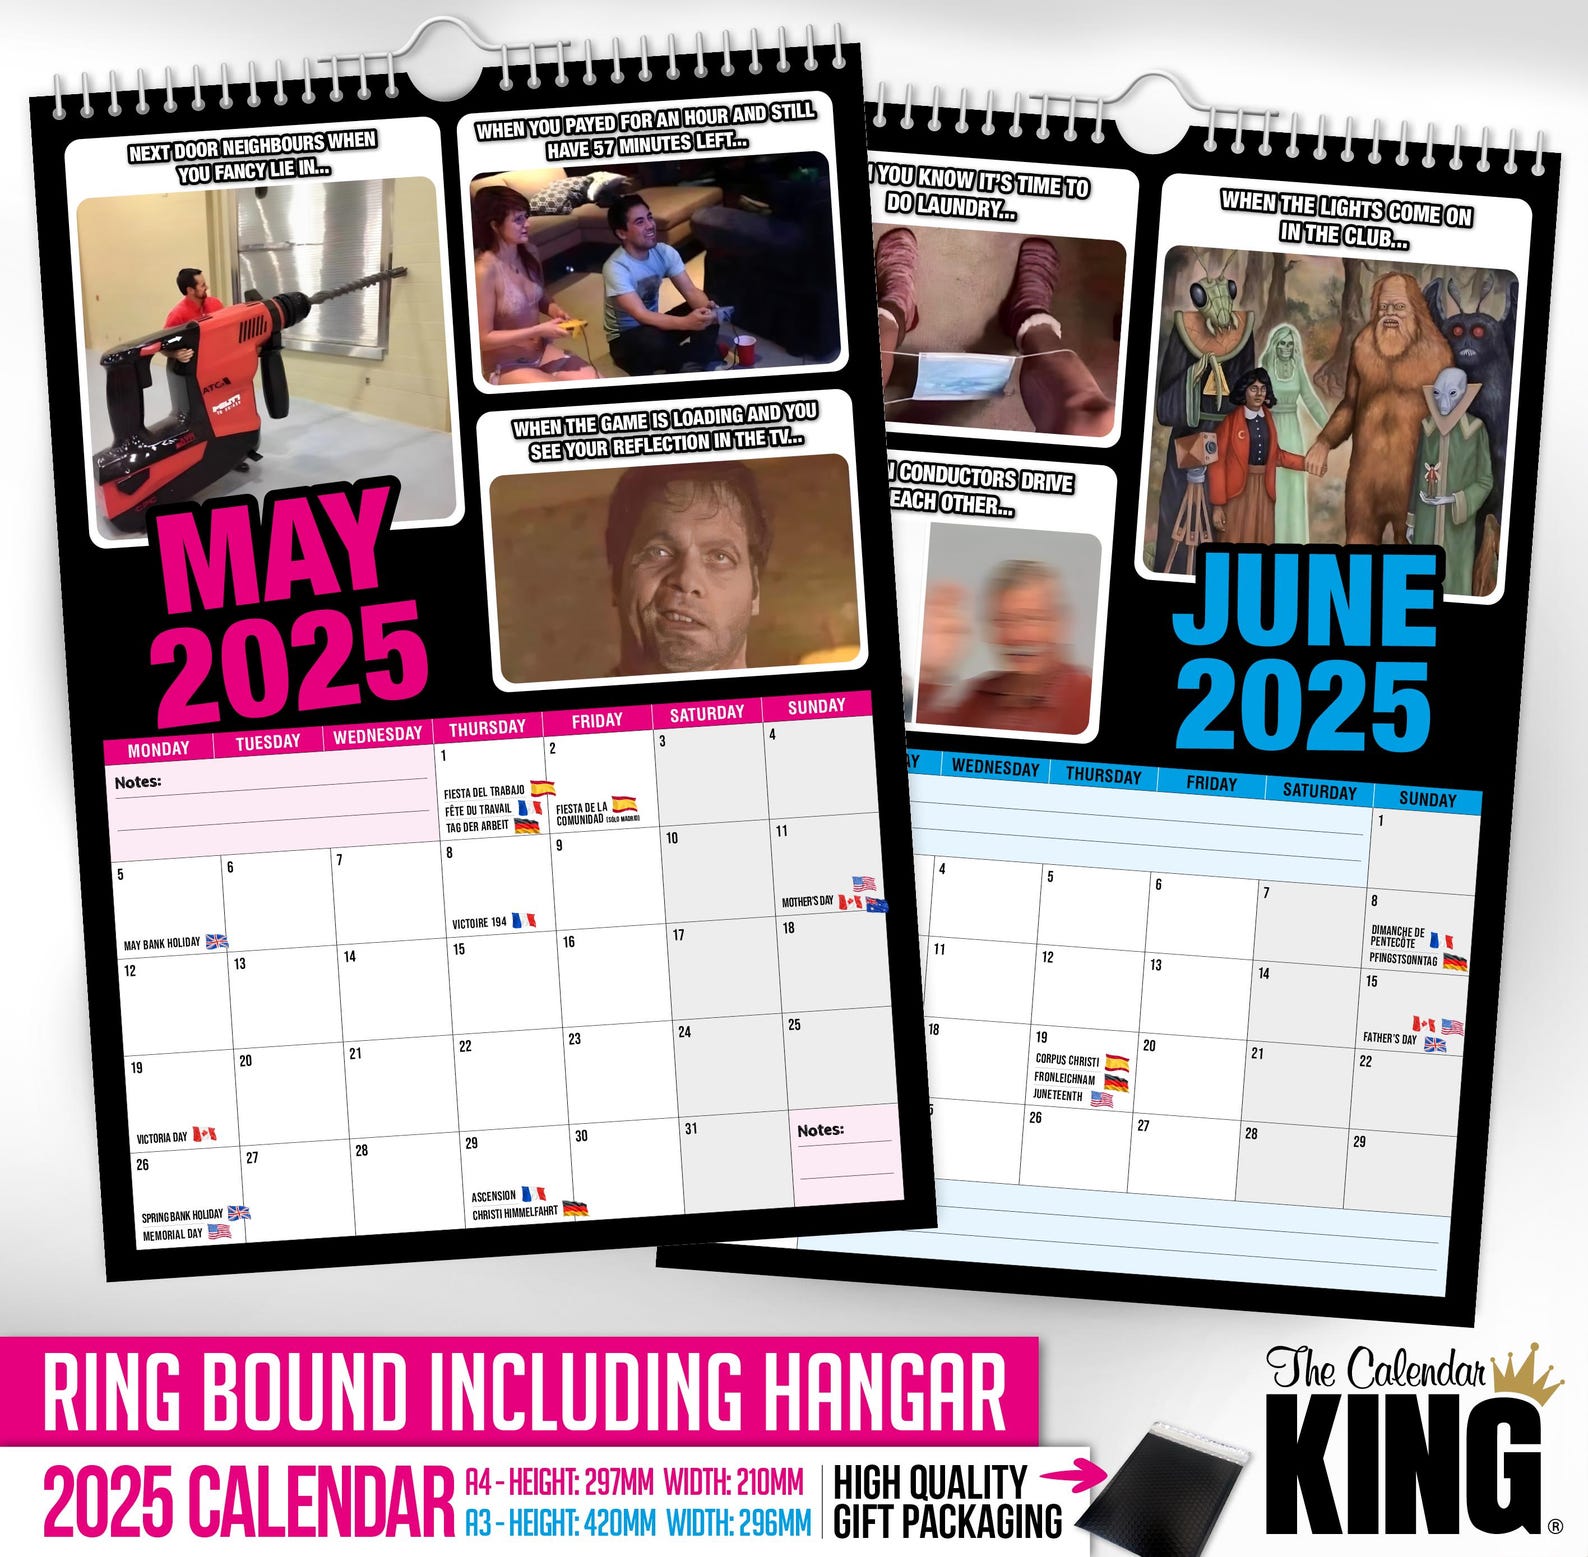 NEXT DOOR NEIGHBOURS WHEN
YOU FANCY LIE IN...
WHEN YOU PAYED FOR AN HOUR AND STILL
HAVE 57 MINUTES LEFT...
WHEN THE GAME IS LOADING AND YOU
SEE YOUR REFLECTION IN THE TV...
MAY
2025
MONDAY TUESDAY WEDNESDAY THURSDAY FRIDAY SATURDAY SUNDAY
Notes:
1 2 3 4
FIESTA DEL TRABAJO
FÊTE DU TRAVAIL
TAG DER ARBEIT
FIESTA DE LA
COMUNIDAD (SÓLO MADRID)
5 6 7 8 9 10 11
MAY BANK HOLIDAY
VICTOIRE 194
MOTHER'S DAY
12 13 14 15 16 17 18
19 20 21 22 23 24 25
VICTORIA DAY
26 27 28 29 30 31
Notes:
SPRING BANK HOLIDAY
MEMORIAL DAY
ASCENSION
CHRISTI HIMMELFAHRT
YOU KNOW IT'S TIME TO
DO LAUNDRY...
WHEN THE LIGHTS COME ON
IN THE CLUB...
CONDUCTORS DRIVE
EACH OTHER...
JUNE
2025
AY WEDNESDAY THURSDAY FRIDAY SATURDAY SUNDAY
1
4 5 6 7 8
DIMANCHE DE
PENTECÔTE
PFINGSTSONNTAG
11 12 13 14 15
FATHER'S DAY
18 19 20 21 22
CORPUS CHRISTI
FRONLEICHNAM
JUNETEENTH
5 26 27 28 29
RING BOUND INCLUDING HANGAR
2025 CALENDAR
A4 - HEIGHT: 297MM WIDTH: 210MM
A3 - HEIGHT: 420MM WIDTH: 296MM
HIGH QUALITY
GIFT PACKAGING
The Calendar
KING®